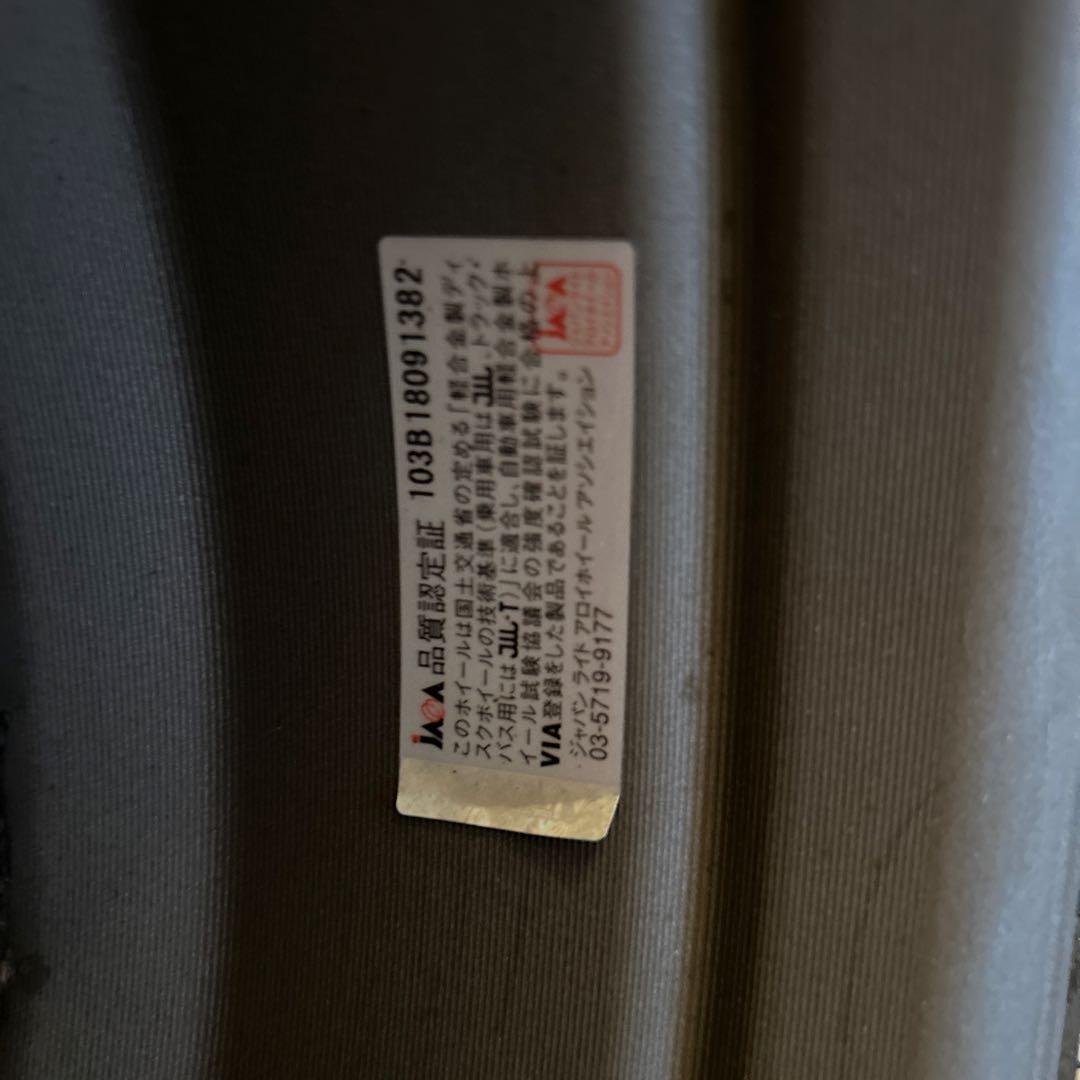 JAWA 品質認定証 103B18091382
このホイールは国土交通省の定める「軽合金製ディ
スクホイールの技術基準（乗用車用はJWL、トラック・
バス用にはJWL・T）」に適合し、自動車用軽合金製ホ
イール試験協議会の強度確認試験に合格の上
VIA登録をした製品であることを証します。
ジャパン ライト アロイホイール アソシエイション
03-5719-9177
JAWA